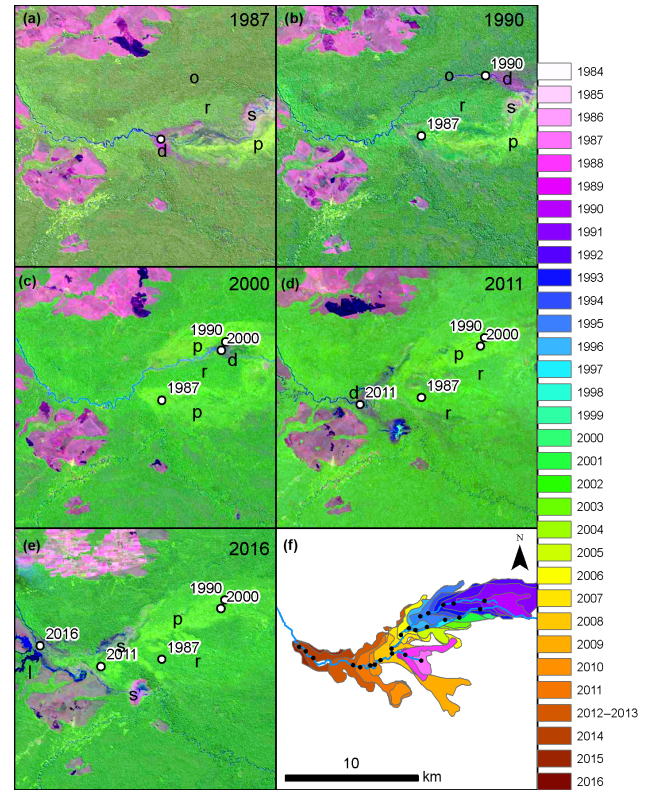 (a)
1987
o
r
s
d
p
(b)
1990
1990
o
d
r
s
1987
p
(c)
2000
1990
2000
p
d
r
1987
p
(d)
2011
1990
2000
p
r
d
2011
1987
r
(e)
2016
1990
2000
p
2016
s
1987
2011
r
l
s
(f)
N
10
km
1984
1985
1986
1987
1988
1989
1990
1991
1992
1993
1994
1995
1996
1997
1998
1999
2000
2001
2002
2003
2004
2005
2006
2007
2008
2009
2010
2011
2012–2013
2014
2015
2016